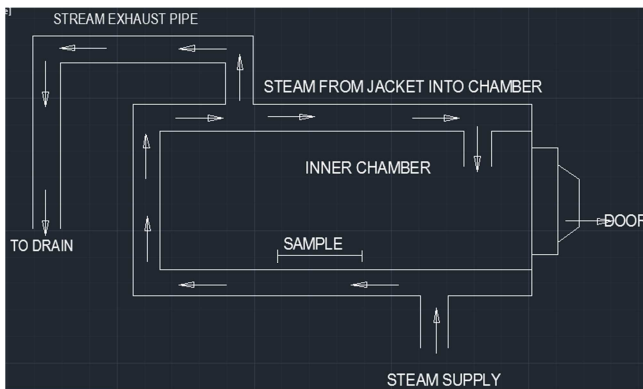 STREAM EXHAUST PIPE
STEAM FROM JACKET INTO CHAMBER
INNER CHAMBER
DOOR
SAMPLE
TO DRAIN
STEAM SUPPLY